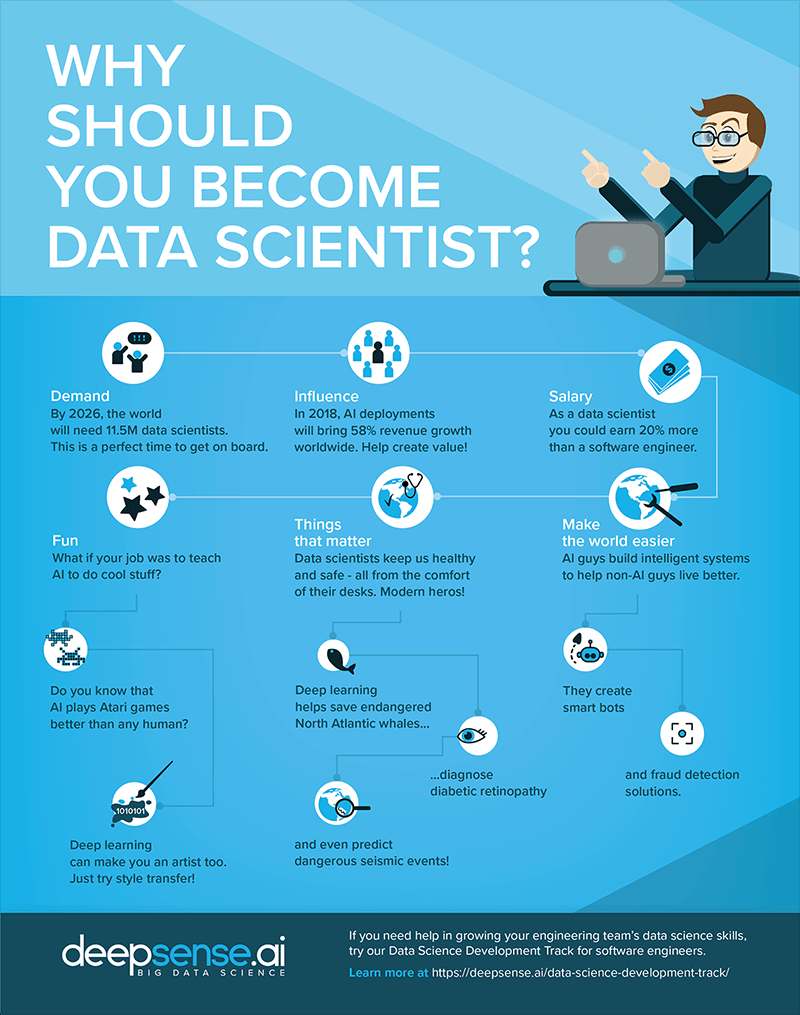 WHY
SHOULD
YOU BECOME
DATA SCIENTIST?
Demand
By 2026, the world
will need 11.5M data scientists.
This is a perfect time to get on board.
Influence
In 2018, AI deployments
will bring 58% revenue growth
worldwide. Help create value!
$
Salary
As a data scientist
you could earn 20% more
than a software engineer.
Fun
What if your job was to teach
AI to do cool stuff?
Things
that matter
Data scientists keep us healthy
and safe - all from the comfort
of their desks. Modern heros!
Make
the world easier
AI guys build intelligent systems
to help non-AI guys live better.
Do you know that
AI plays Atari games
better than any human?
Deep learning
helps save endangered
North Atlantic whales...
They create
smart bots
...diagnose
diabetic retinopathy
and fraud detection
solutions.
1010101
Deep learning
can make you an artist too.
Just try style transfer!
and even predict
dangerous seismic events!
deepsense.ai
BIG DATA SCIENCE
If you need help in growing your engineering team's data science skills,
try our Data Science Development Track for software engineers.
Learn more at https://deepsense.ai/data-science-development-track/